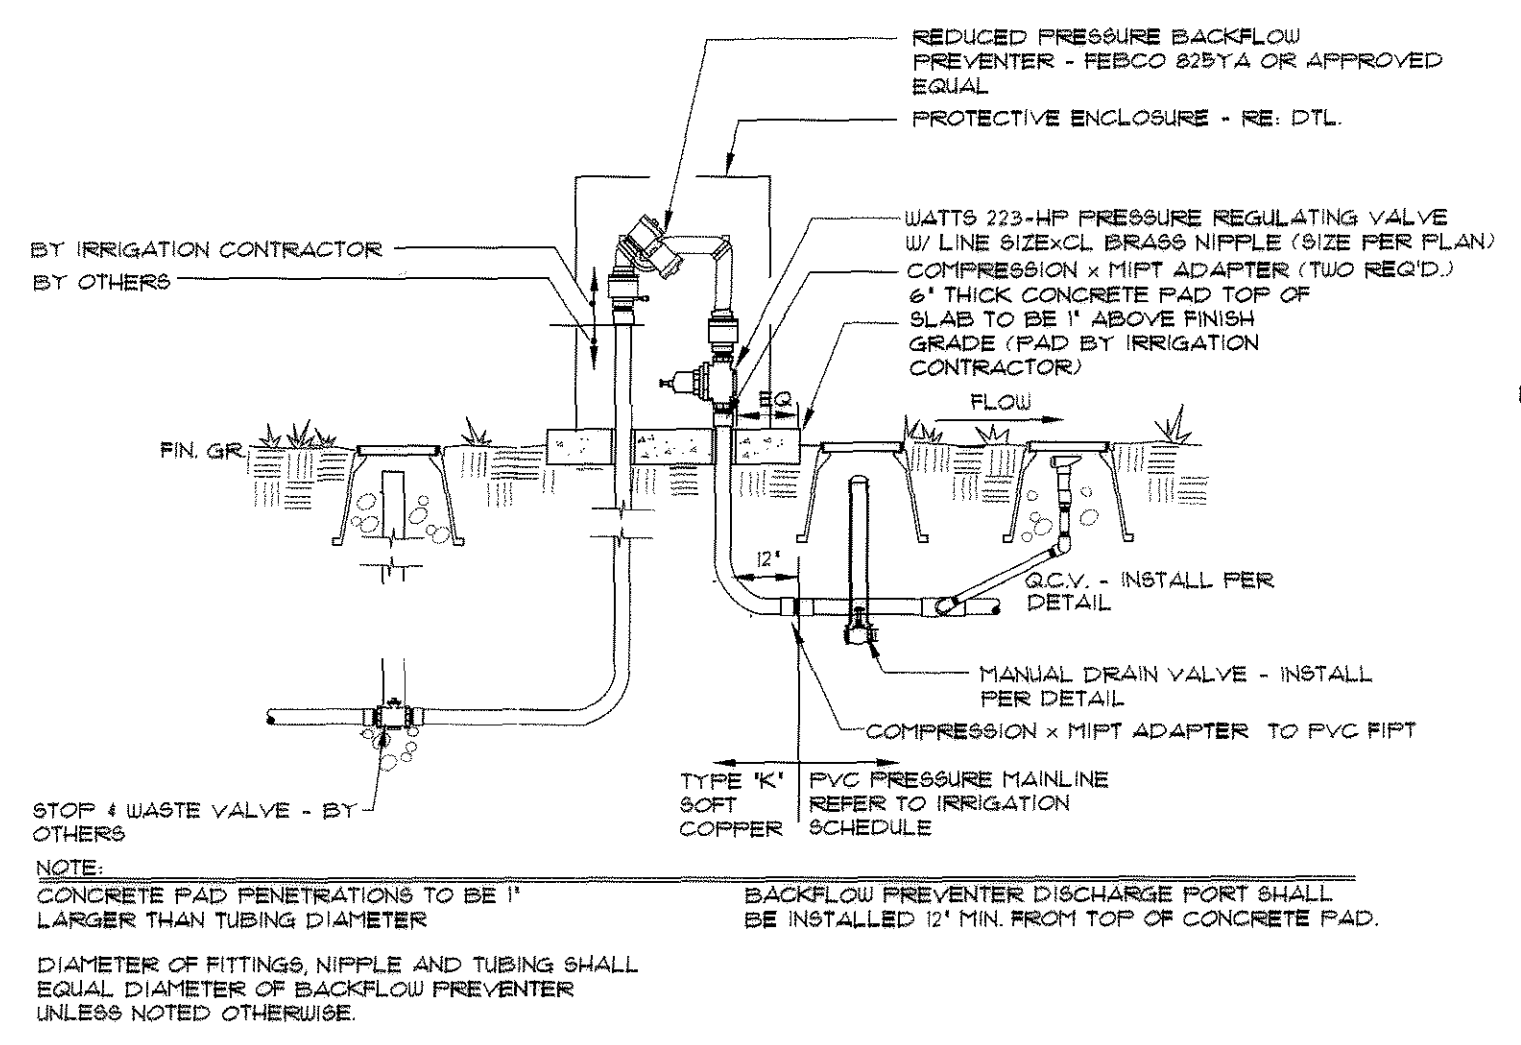 REDUCED PRESSURE BACKFLOW
PREVENTER - FEBCO 825YA OR APPROVED
EQUAL
PROTECTIVE ENCLOSURE - RE: DTL.
WATTS 223-HP PRESSURE REGULATING VALVE
W/ LINE SIZExCL BRASS NIPPLE (SIZE PER PLAN)
COMPRESSION x MIPT ADAPTER (TWO REQ'D.)
6" THICK CONCRETE PAD TOP OF
SLAB TO BE 1" ABOVE FINISH
GRADE (PAD BY IRRIGATION
CONTRACTOR)
BY IRRIGATION CONTRACTOR
BY OTHERS
EQ
FLOW
FIN. GR.
12"
Q.C.V. - INSTALL PER
DETAIL
MANUAL DRAIN VALVE - INSTALL
PER DETAIL
COMPRESSION x MIPT ADAPTER TO PVC FIPT
TYPE "K"
SOFT
COPPER
PVC PRESSURE MAINLINE
REFER TO IRRIGATION
SCHEDULE
STOP & WASTE VALVE - BY
OTHERS
NOTE:
CONCRETE PAD PENETRATIONS TO BE 1"
LARGER THAN TUBING DIAMETER
BACKFLOW PREVENTER DISCHARGE PORT SHALL
BE INSTALLED 12" MIN. FROM TOP OF CONCRETE PAD.
DIAMETER OF FITTINGS, NIPPLE AND TUBING SHALL
EQUAL DIAMETER OF BACKFLOW PREVENTER
UNLESS NOTED OTHERWISE.